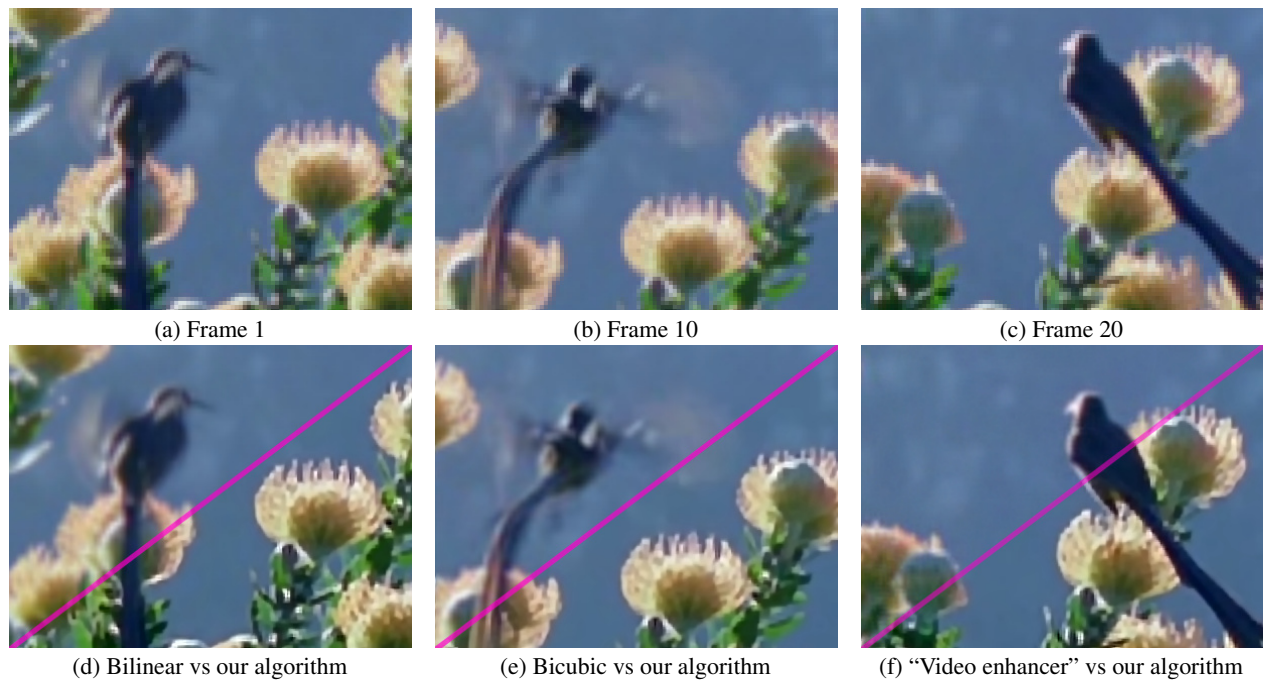 (a) Frame 1
(b) Frame 10
(c) Frame 20
(d) Bilinear vs our algorithm
(e) Bicubic vs our algorithm
(f) “Video enhancer” vs our algorithm